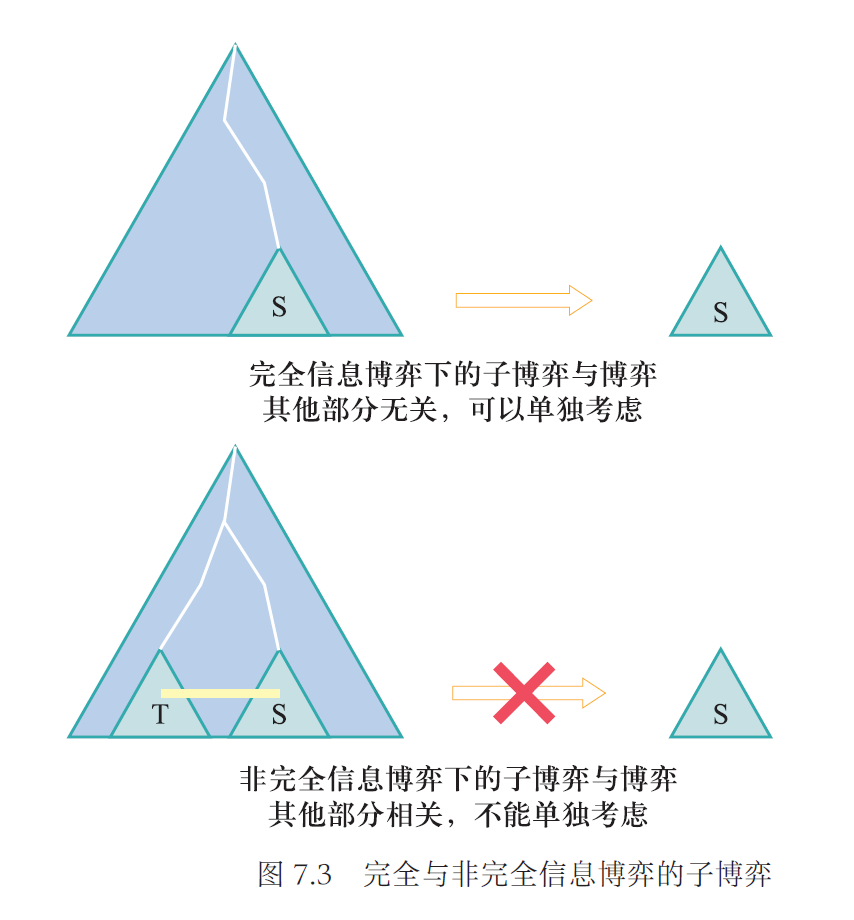 S
S
完全信息博弈下的子博弈与博弈
其他部分无关，可以单独考虑
T
S
S
非完全信息博弈下的子博弈与博弈
其他部分相关，不能单独考虑
图 7.3 完全与非完全信息博弈的子博弈